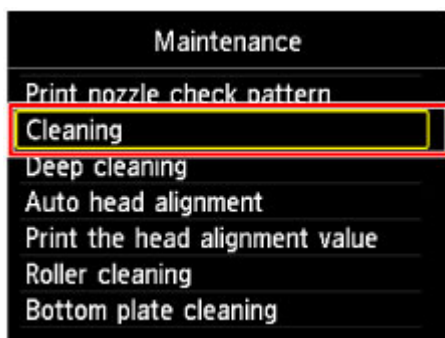 Maintenance
Print nozzle check pattern
Cleaning
Deep cleaning
Auto head alignment
Print the head alignment value
Roller cleaning
Bottom plate cleaning